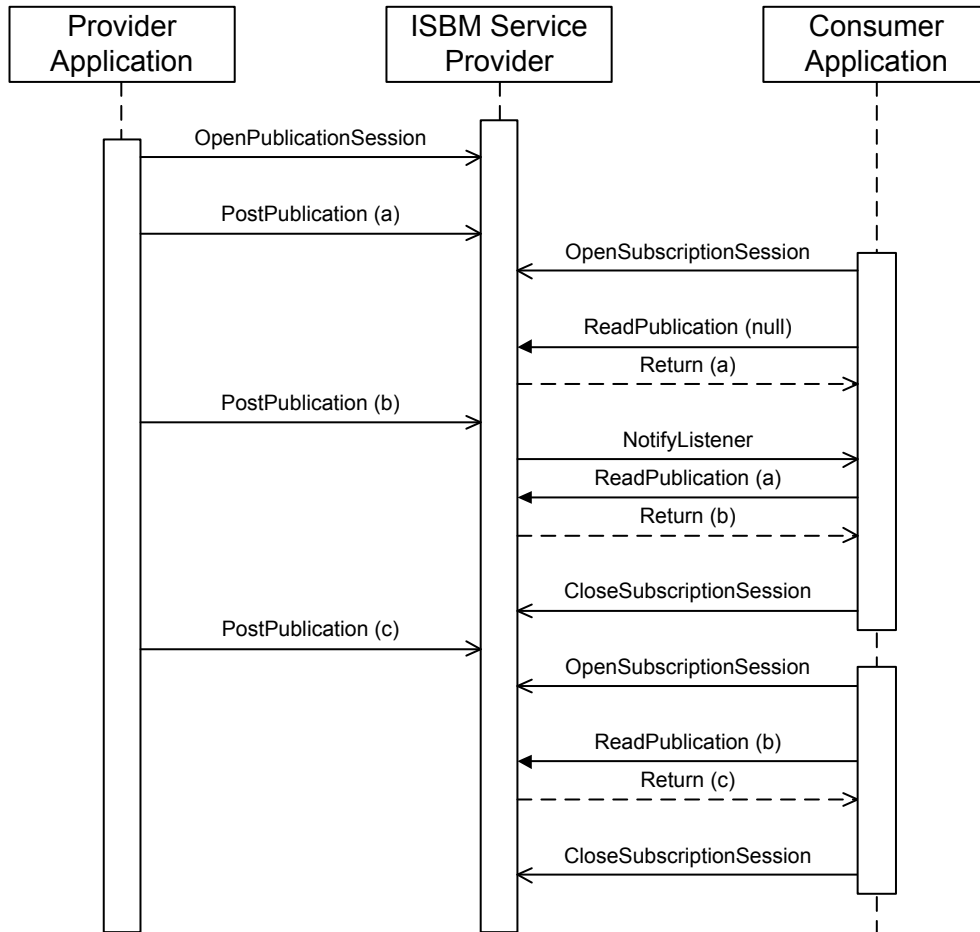 Provider
Application
ISBM Service
Provider
Consumer
Application
OpenPublicationSession
PostPublication (a)
OpenSubscriptionSession
ReadPublication (null)
Return (a)
PostPublication (b)
NotifyListener
ReadPublication (a)
Return (b)
CloseSubscriptionSession
PostPublication (c)
OpenSubscriptionSession
ReadPublication (b)
Return (c)
CloseSubscriptionSession